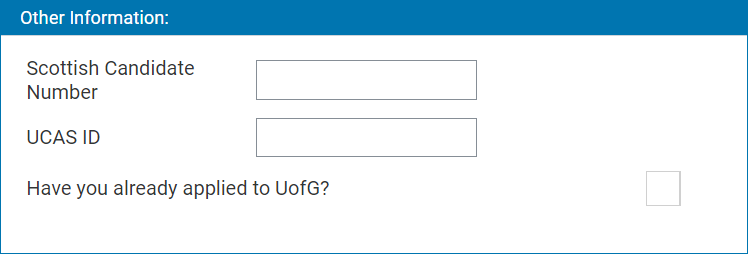 Other Information:
Scottish Candidate
Number
UCAS ID
Have you already applied to UofG?